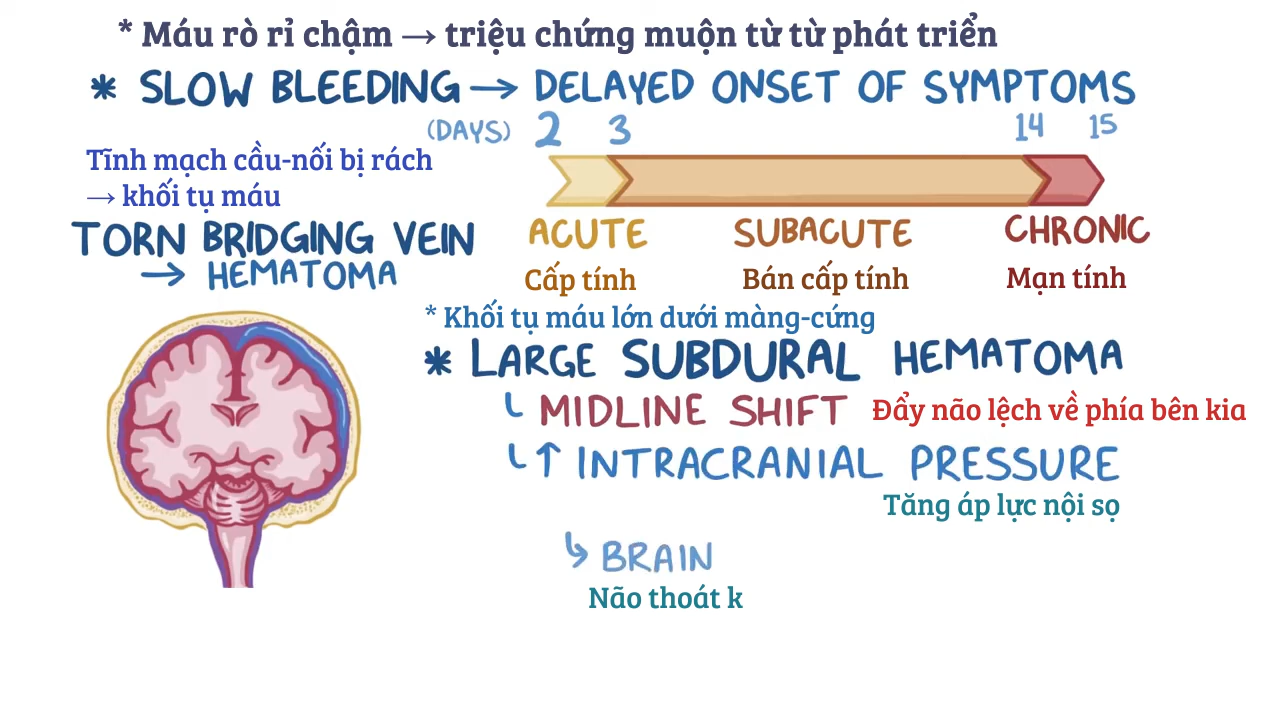 * Máu rò rỉ chậm → triệu chứng muộn từ từ phát triển
* SLOW BLEEDING → DELAYED ONSET OF SYMPTOMS
(DAYS) 2 3 14 15
Tĩnh mạch cầu-nối bị rách
→ khối tụ máu
TORN BRIDGING VEIN
→ HEMATOMA
ACUTE SUBACUTE CHRONIC
Cấp tính Bán cấp tính Mạn tính
* Khối tụ máu lớn dưới màng-cứng
* LARGE SUBDURAL HEMATOMA
MIDLINE SHIFT Đẩy não lệch về phía bên kia
↑ INTRACRANIAL PRESSURE
Tăng áp lực nội sọ
↳ BRAIN
Não thoát k